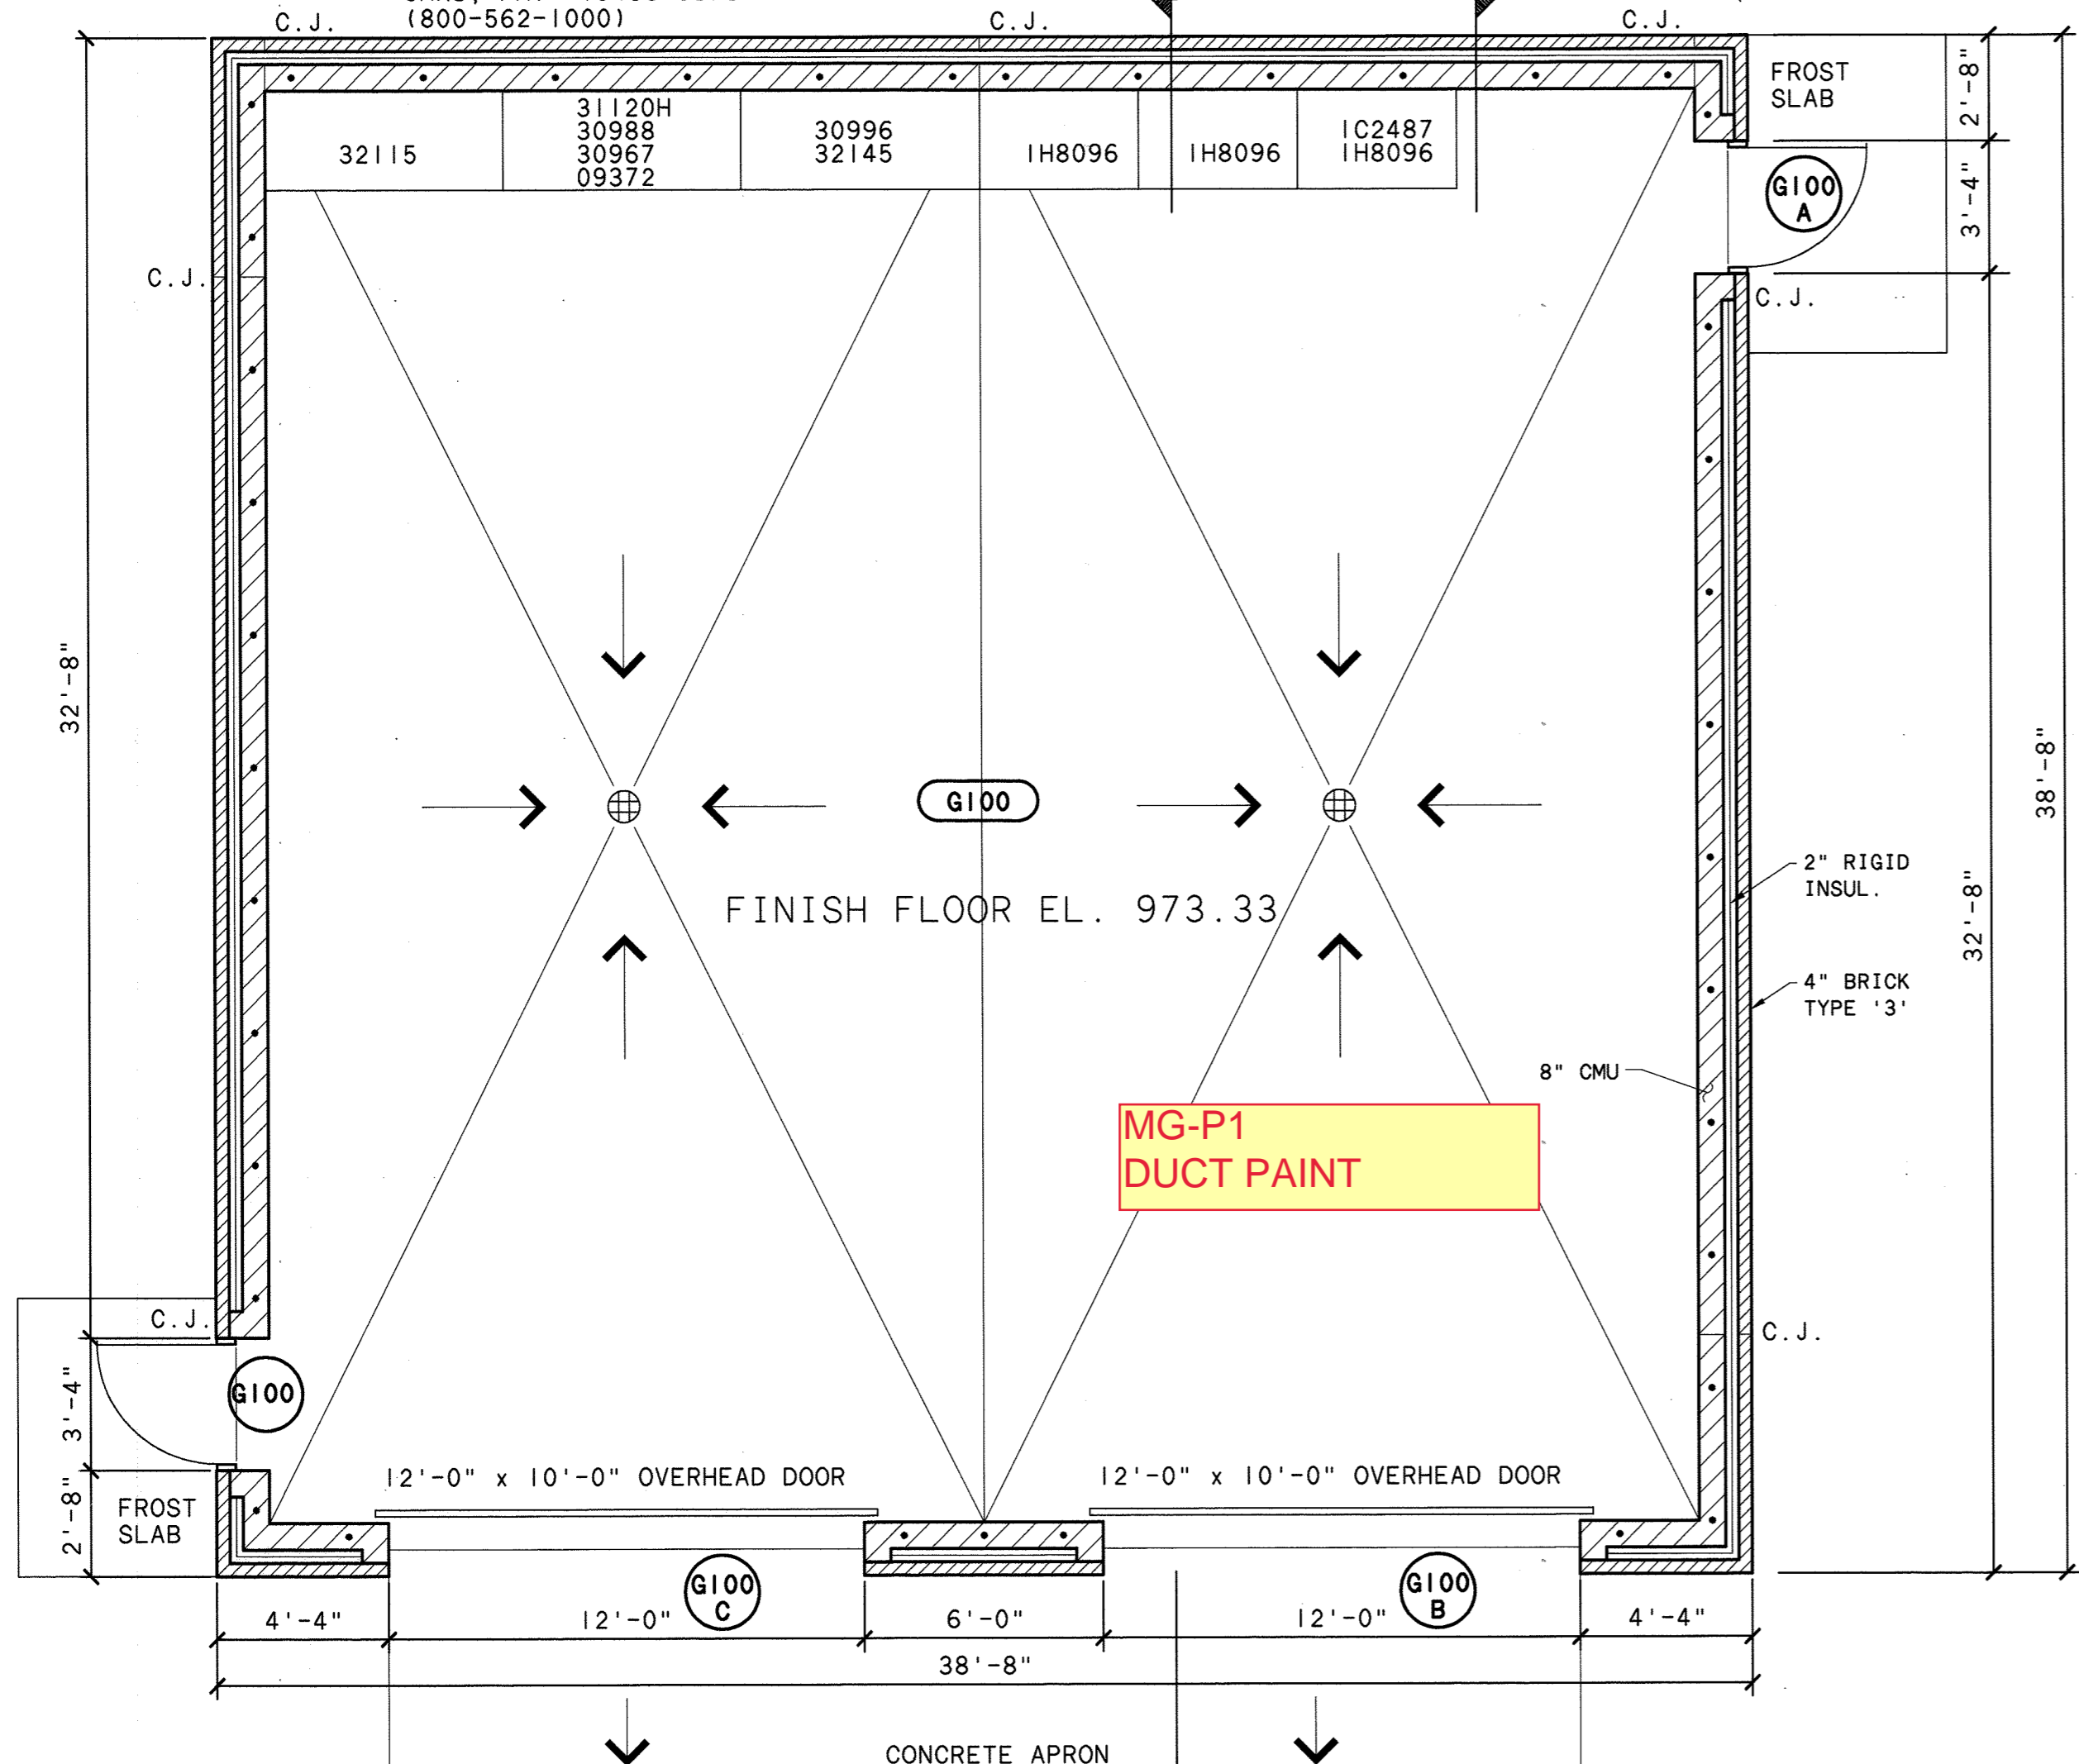 C.J.
(800-562-1000)
C.J.
C.J.
FROST
SLAB
2'-8"
32115
31120H
30988
30967
09372
30996
32145
1H8096
1H8096
1C2487
1H8096
G100
A
3'-4"
C.J.
C.J.
32'-8"
38'-8"
G100
2" RIGID
INSUL.
FINISH FLOOR EL. 973.33
32'-8"
4" BRICK
TYPE '3'
8" CMU
MG-P1
DUCT PAINT
C.J.
C.J.
3'-4"
G100
12'-0" x 10'-0" OVERHEAD DOOR
12'-0" x 10'-0" OVERHEAD DOOR
2'-8"
FROST
SLAB
G100
C
G100
B
4'-4"
12'-0"
6'-0"
12'-0"
4'-4"
38'-8"
CONCRETE APRON